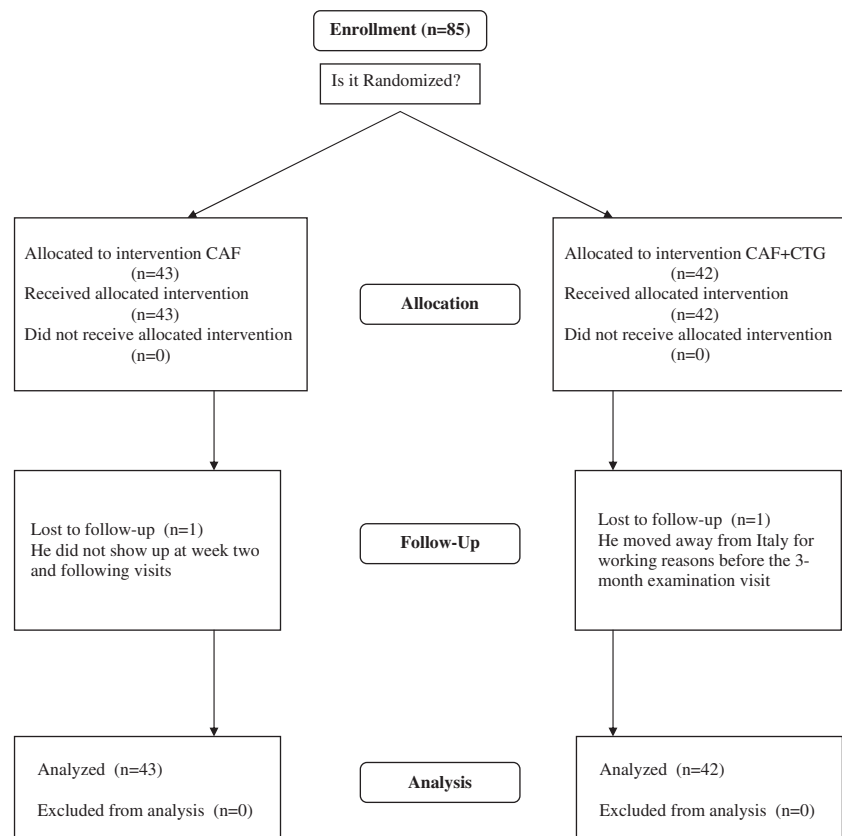 Enrollment (n=85)
Is it Randomized?
Allocated to intervention CAF
(n=43)
Received allocated intervention
(n=43)
Did not receive allocated intervention
(n=0)
Allocation
Allocated to intervention CAF+CTG
(n=42)
Received allocated intervention
(n=42)
Did not receive allocated intervention
(n=0)
Lost to follow-up (n=1)
He did not show up at week two
and following visits
Follow-Up
Lost to follow-up (n=1)
He moved away from Italy for
working reasons before the 3-
month examination visit
Analyzed (n=43)
Excluded from analysis (n=0)
Analysis
Analyzed (n=42)
Excluded from analysis (n=0)